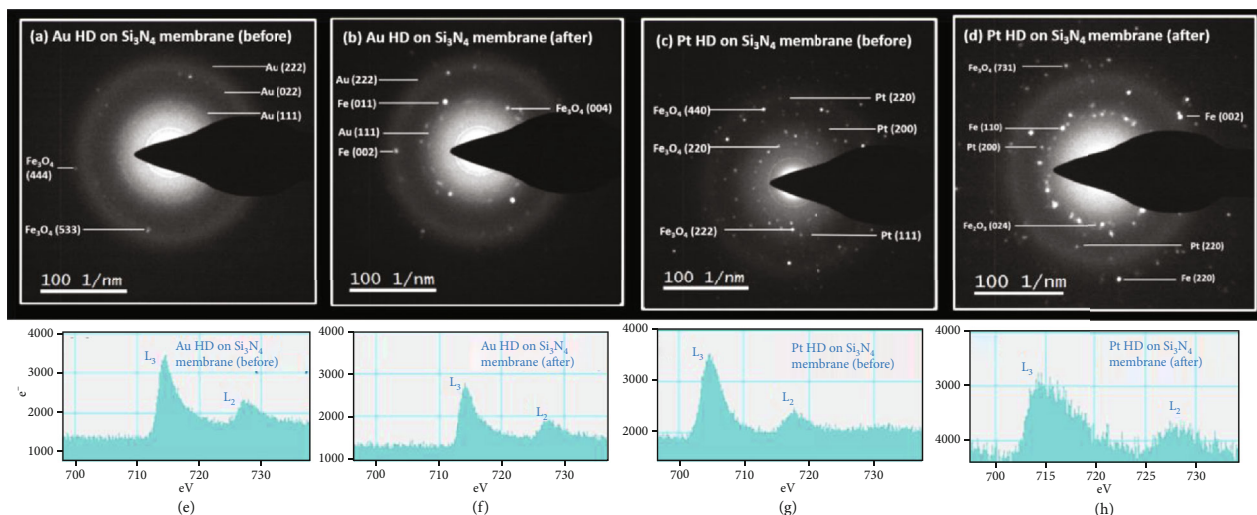 (a) Au HD on Si₃N₄ membrane (before)
Au (222)
Au (022)
Au (111)
Fe₃O₄
(444)
Fe₃O₄ (533)
100 1/nm
(b) Au HD on Si₃N₄ membrane (after)
Au (222)
Fe (011)
Fe₃O₄ (004)
Au (111)
Fe (002)
100 1/nm
(c) Pt HD on Si₃N₄ membrane (before)
Pt (220)
Fe₃O₄ (440)
Pt (200)
Fe₃O₄ (220)
Fe₃O₄ (222)
Pt (111)
100 1/nm
(d) Pt HD on Si₃N₄ membrane (after)
Fe₃O₄ (731)
Fe (002)
Fe (110)
Pt (200)
Fe₂O₃ (024)
Pt (220)
Fe (220)
100 1/nm
4000
3000
2000
1000
e⁻
L₃
L₂
Au HD on Si₃N₄
membrane (before)
700 710 720 730
eV
(e)
4000
3000
2000
1000
L₃
L₂
Au HD on Si₃N₄
membrane (after)
700 710 720 730
eV
(f)
4000
3000
2000
L₃
L₂
Pt HD on Si₃N₄
membrane (before)
700 710 720 730
eV
(g)
4000
3000
4000
L₃
L₂
Pt HD on Si₃N₄
membrane (after)
700 710 715 720 725 730
eV
(h)